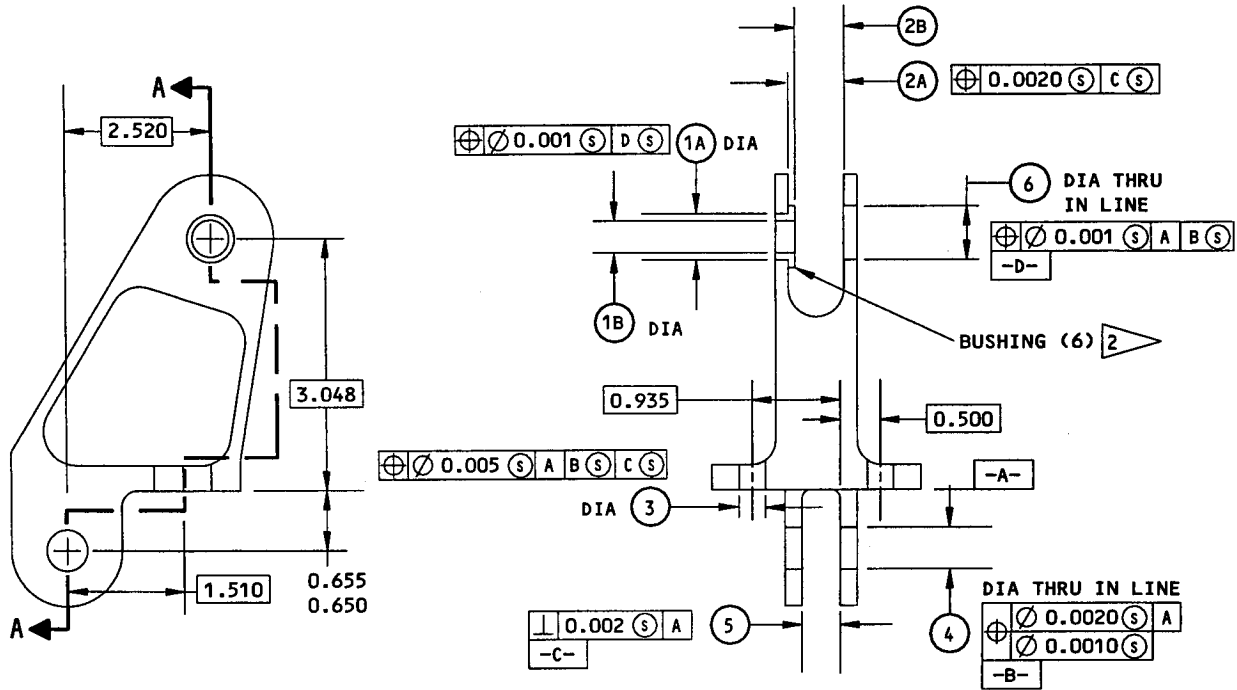 A
2.520
3.048
1.510
0.655
0.650
A
2B
2A
⌖ ⌀ 0.0020 Ⓢ C Ⓢ
⌖ ⌀ 0.001 Ⓢ D Ⓢ
1A DIA
1B DIA
6 DIA THRU
IN LINE
⌖ ⌀ 0.001 Ⓢ A B Ⓢ
-D-
BUSHING (6) 2
0.935
0.500
⌖ ⌀ 0.005 Ⓢ A B Ⓢ C Ⓢ
-A-
DIA 3
⊥ 0.002 Ⓢ A
-C-
5
4
DIA THRU IN LINE
⌖ ⌀ 0.0020 Ⓢ A
⌀ 0.0010 Ⓢ
-B-